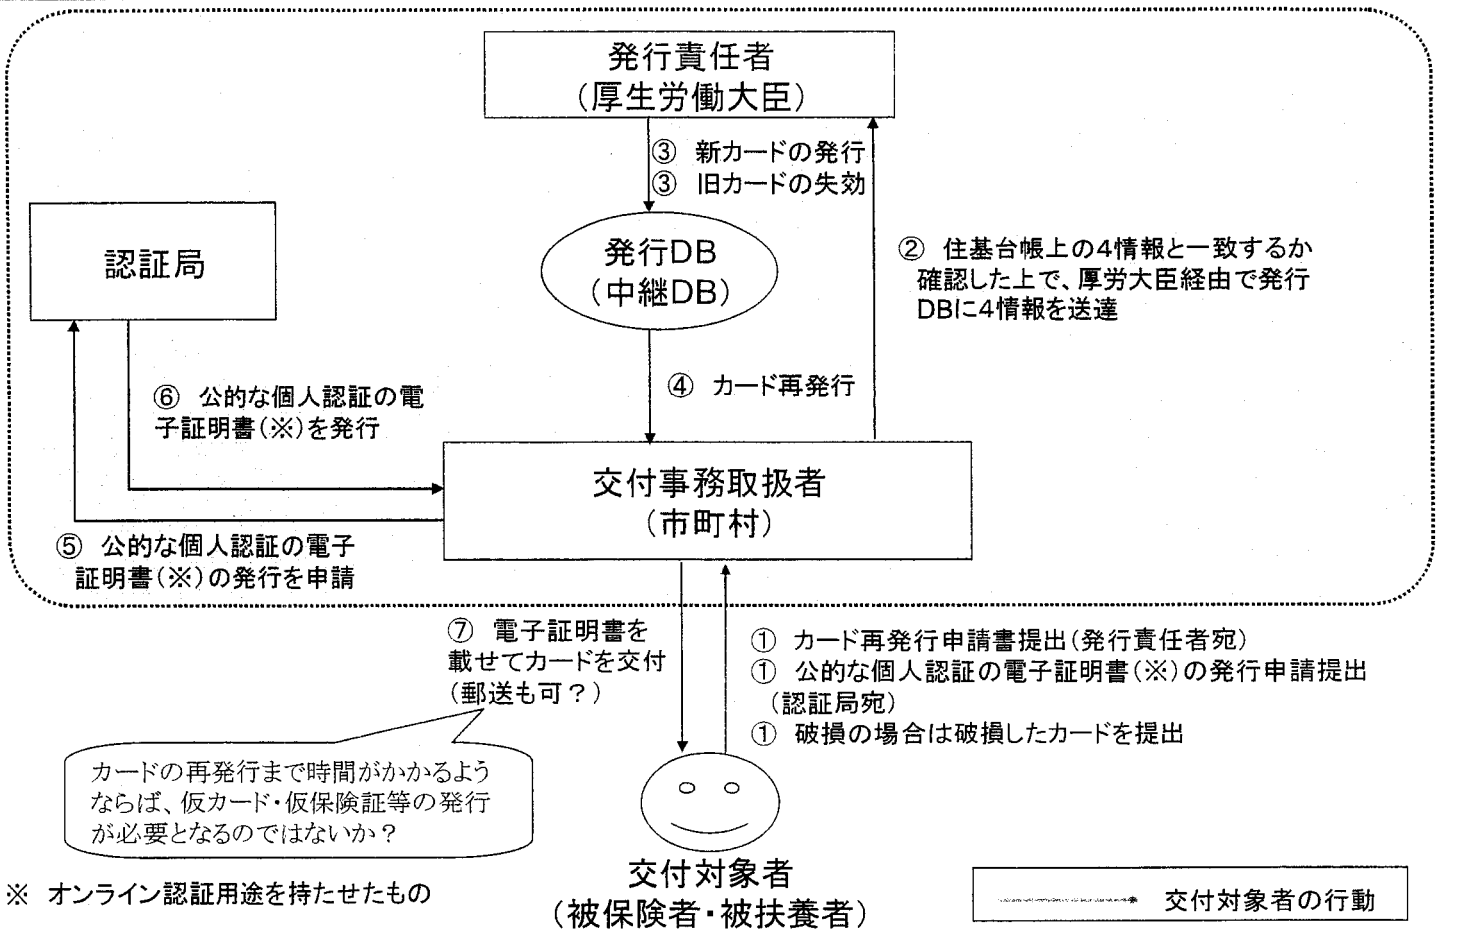 発行責任者
（厚生労働大臣）
③ 新カードの発行
③ 旧カードの失効
認証局
発行DB
（中継DB）
② 住基台帳上の４情報と一致するか
確認した上で、厚労大臣経由で発行
DBに４情報を送達
④ カード再発行
⑥ 公的な個人認証の電
子証明書（※）を発行
交付事務取扱者
（市町村）
⑤ 公的な個人認証の電子
証明書（※）の発行を申請
⑦ 電子証明書を
載せてカードを交付
（郵送も可？）
① カード再発行申請書提出（発行責任者宛）
① 公的な個人認証の電子証明書（※）の発行申請提出
（認証局宛）
① 破損の場合は破損したカードを提出
カードの再発行まで時間がかかるよう
ならば、仮カード・仮保険証等の発行
が必要となるのではないか？
交付対象者
（被保険者・被扶養者）
※ オンライン認証用途を持たせたもの
交付対象者の行動